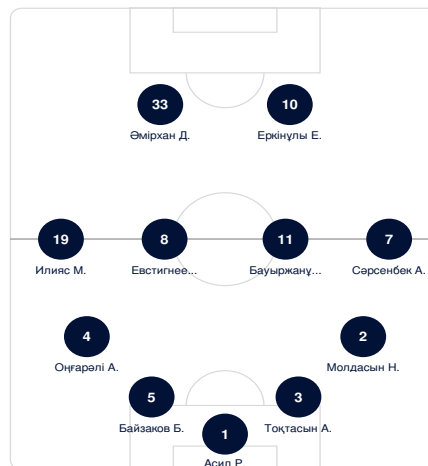 33
10
Әмірхан Д.
Еркінұлы Е.
19
8
11
7
Илияс М.
Евстигнее...
Бауыржанұ...
Сәрсенбек А.
4
2
Оңғарәлі А.
Молдасын Н.
5
3
Байзаков Б.
Тоқтасын А.
1
Асил Р.